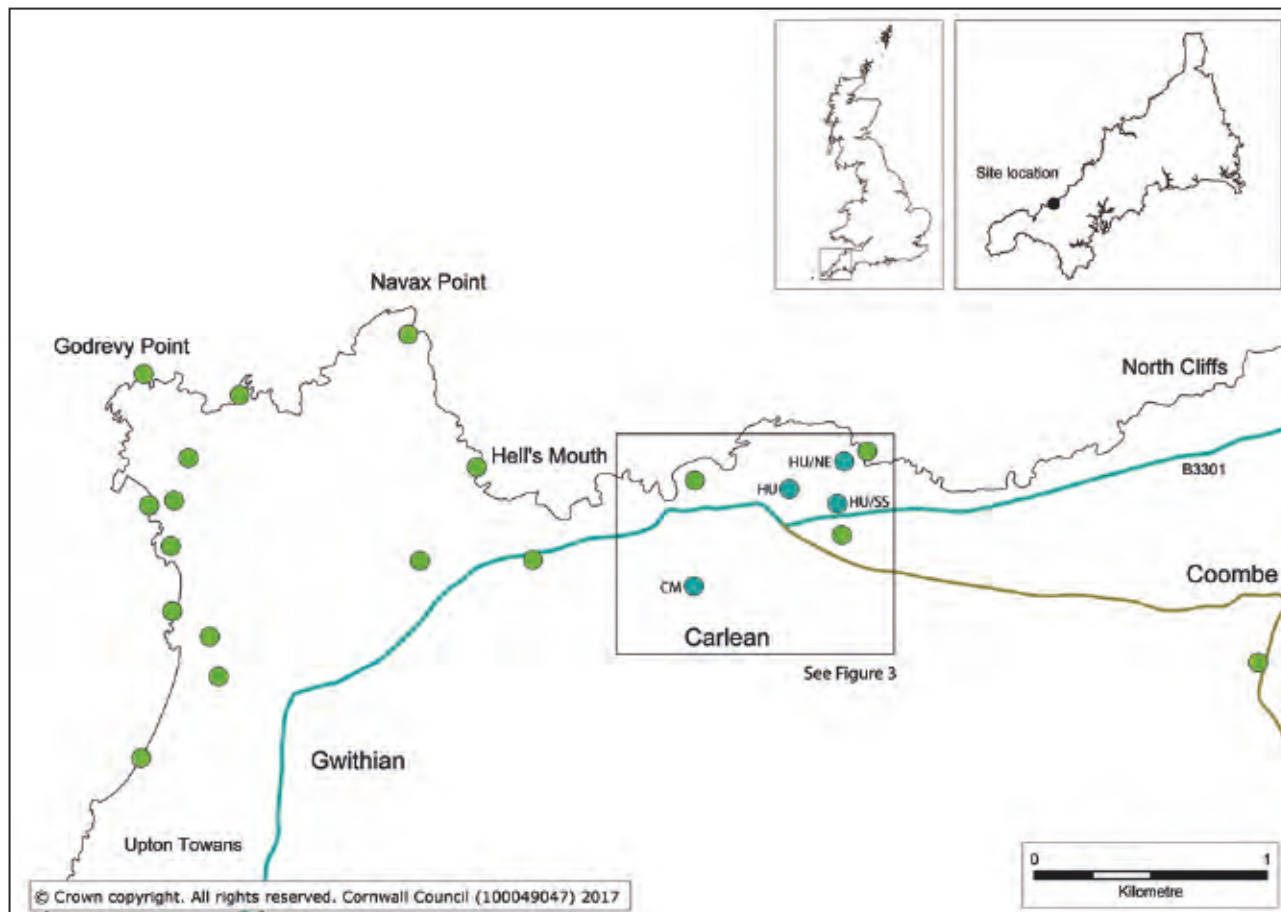 Site location
Navax Point
Godrevy Point
North Cliffs
Hell's Mouth
HU/NE
B3301
HU
HU/SS
Coombe
CM
Carlean
See Figure 3
Gwithian
Upton Towans
0 1
Kilometre
© Crown copyright. All rights reserved. Cornwall Council (100049047) 2017